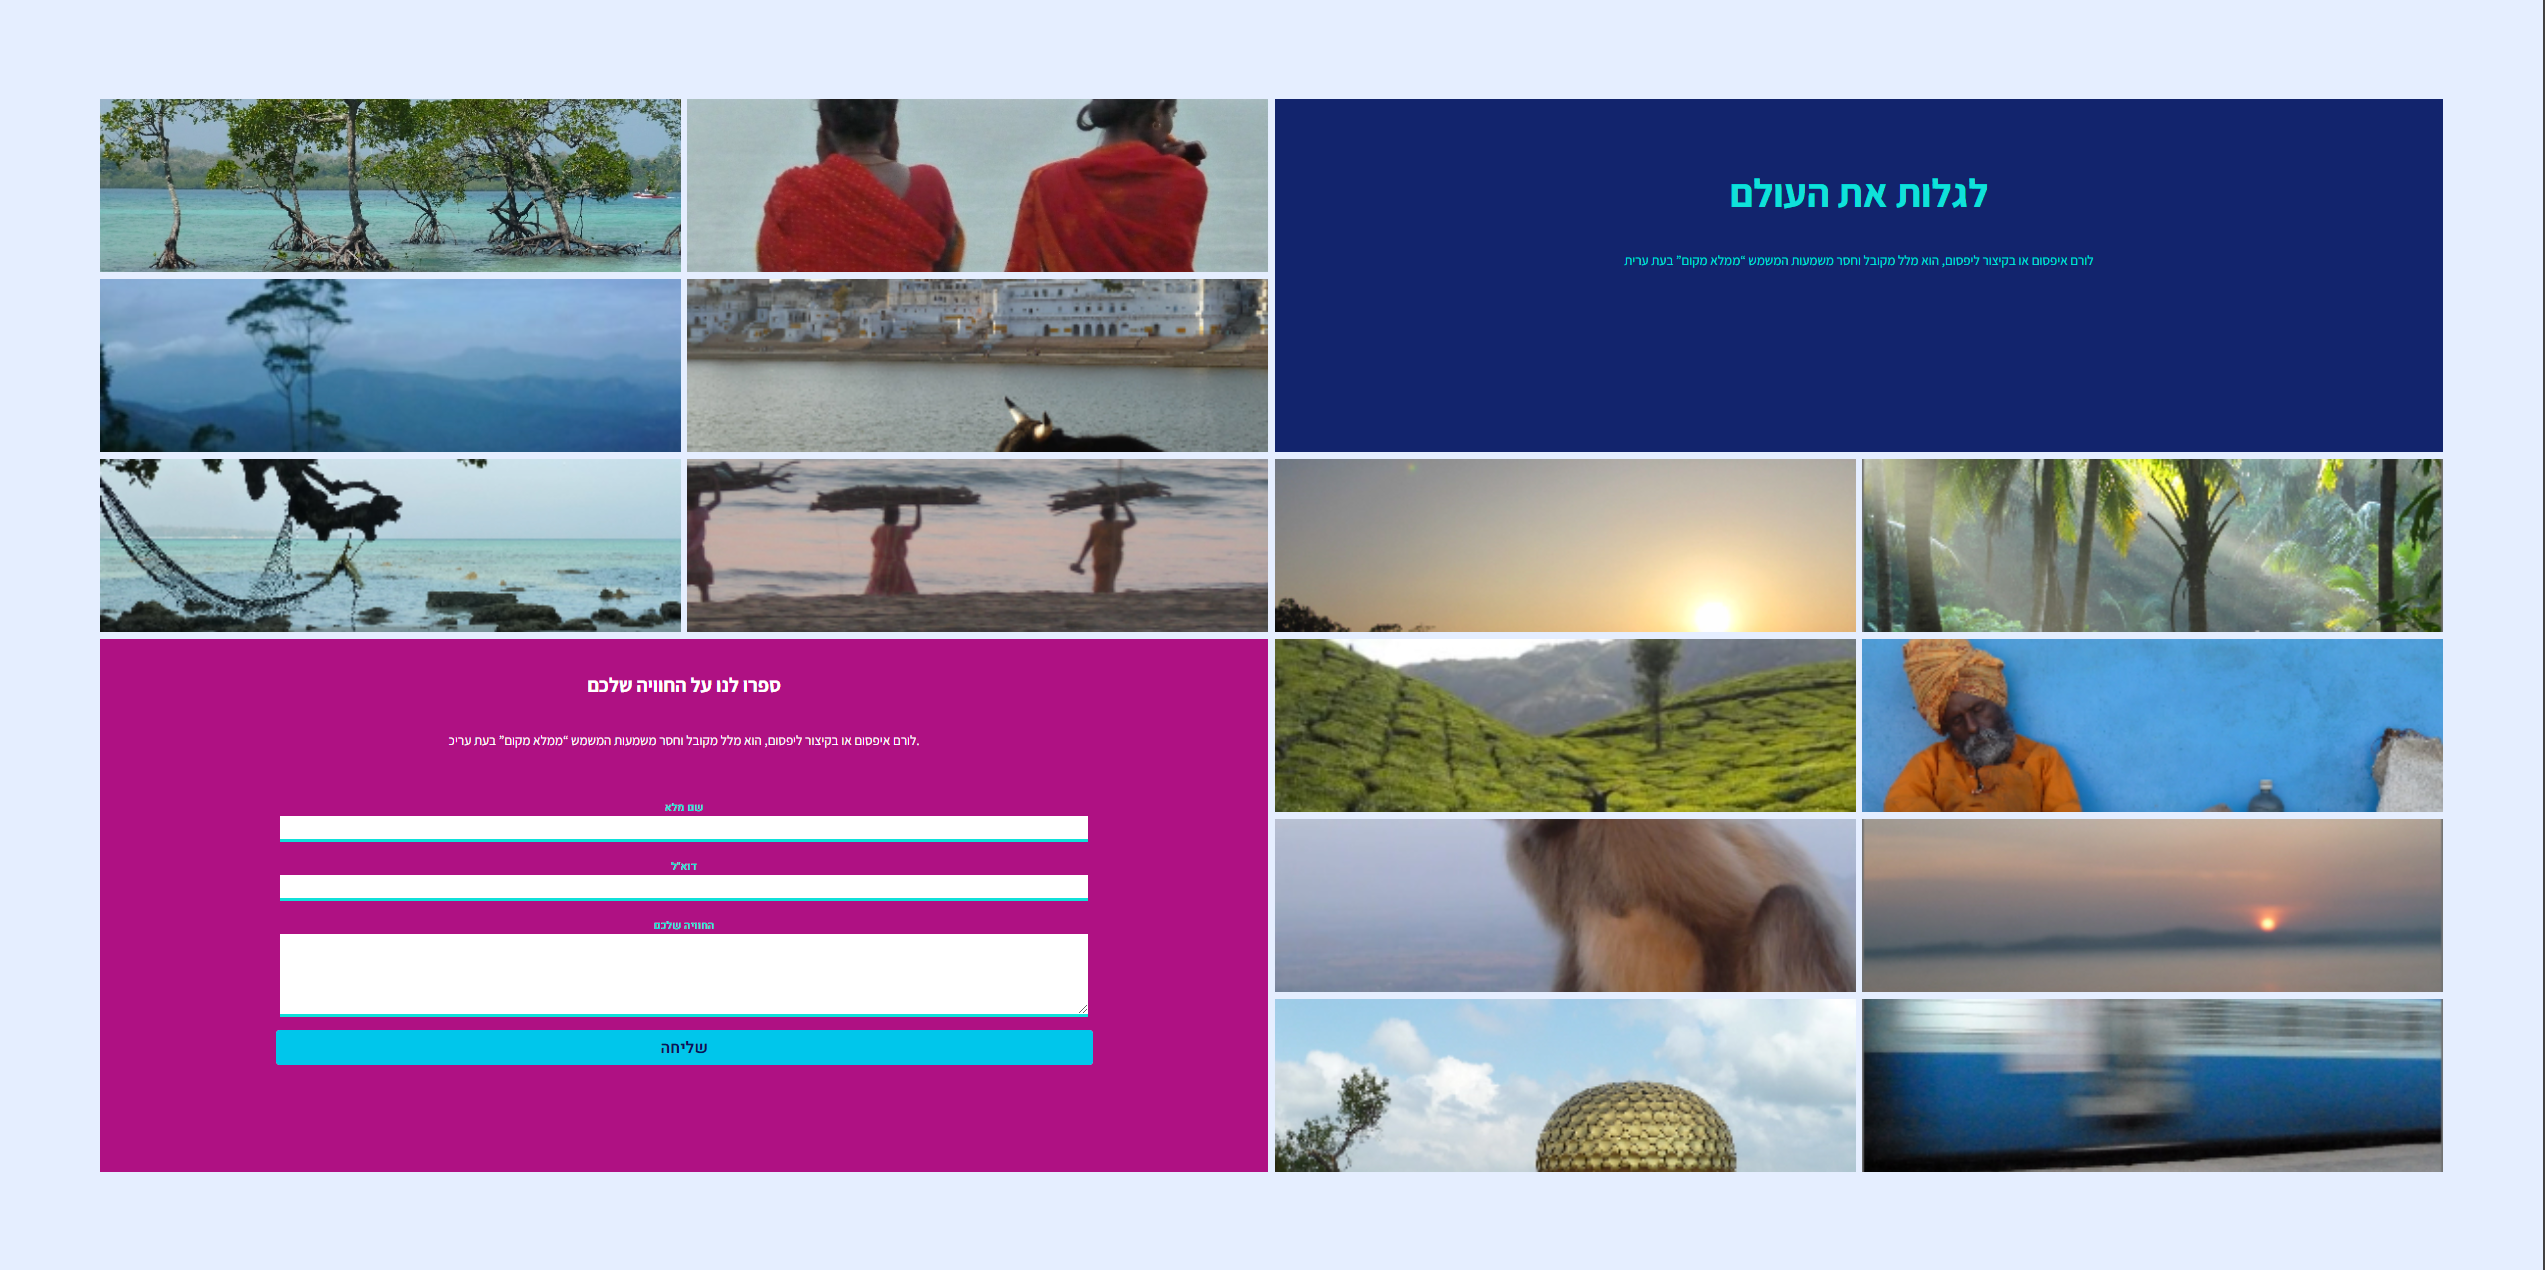 לגלות את העולם
לורם איפסום או בקיצור ליפסום, הוא מלל מקובל וחסר משמעות המשמש "ממלא מקום" בעת ערית
ספרו לנו על החוויה שלכם
לורם איפסום או בקיצור ליפסום, הוא מלל מקובל וחסר משמעות המשמש "ממלא מקום" בעת עריכ.
שם מלא
דוא"ל
החוויה שלכם
שליחה